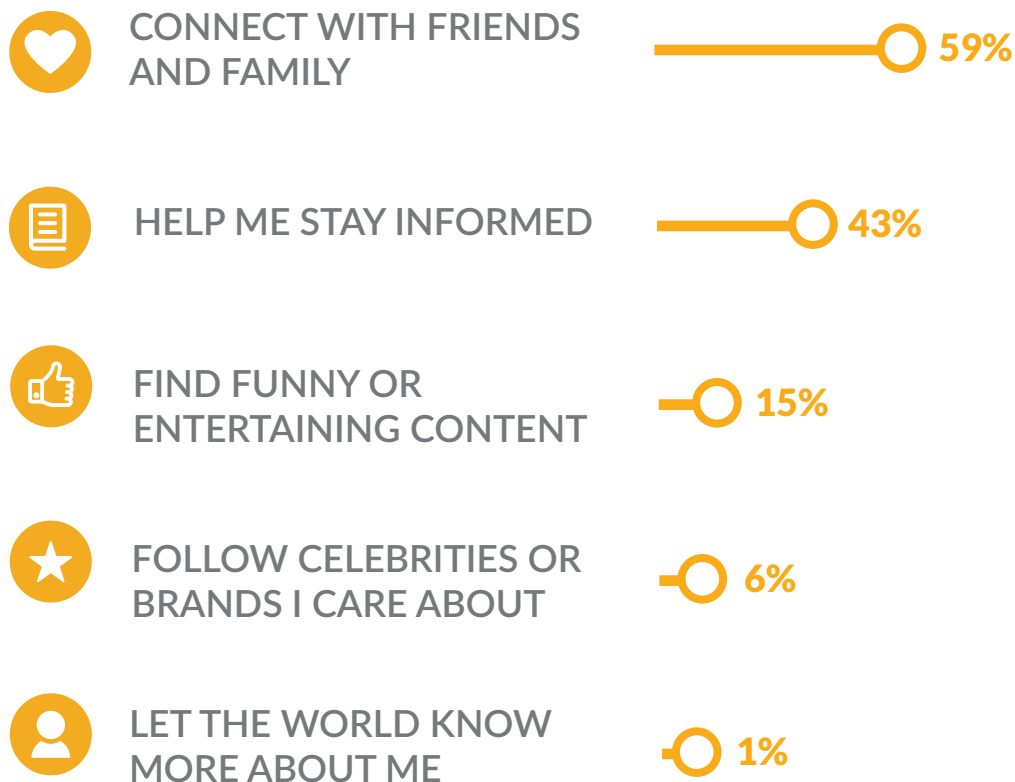 CONNECT WITH FRIENDS
AND FAMILY
59%
HELP ME STAY INFORMED
43%
FIND FUNNY OR
ENTERTAINING CONTENT
15%
FOLLOW CELEBRITIES OR
BRANDS I CARE ABOUT
6%
LET THE WORLD KNOW
MORE ABOUT ME
1%